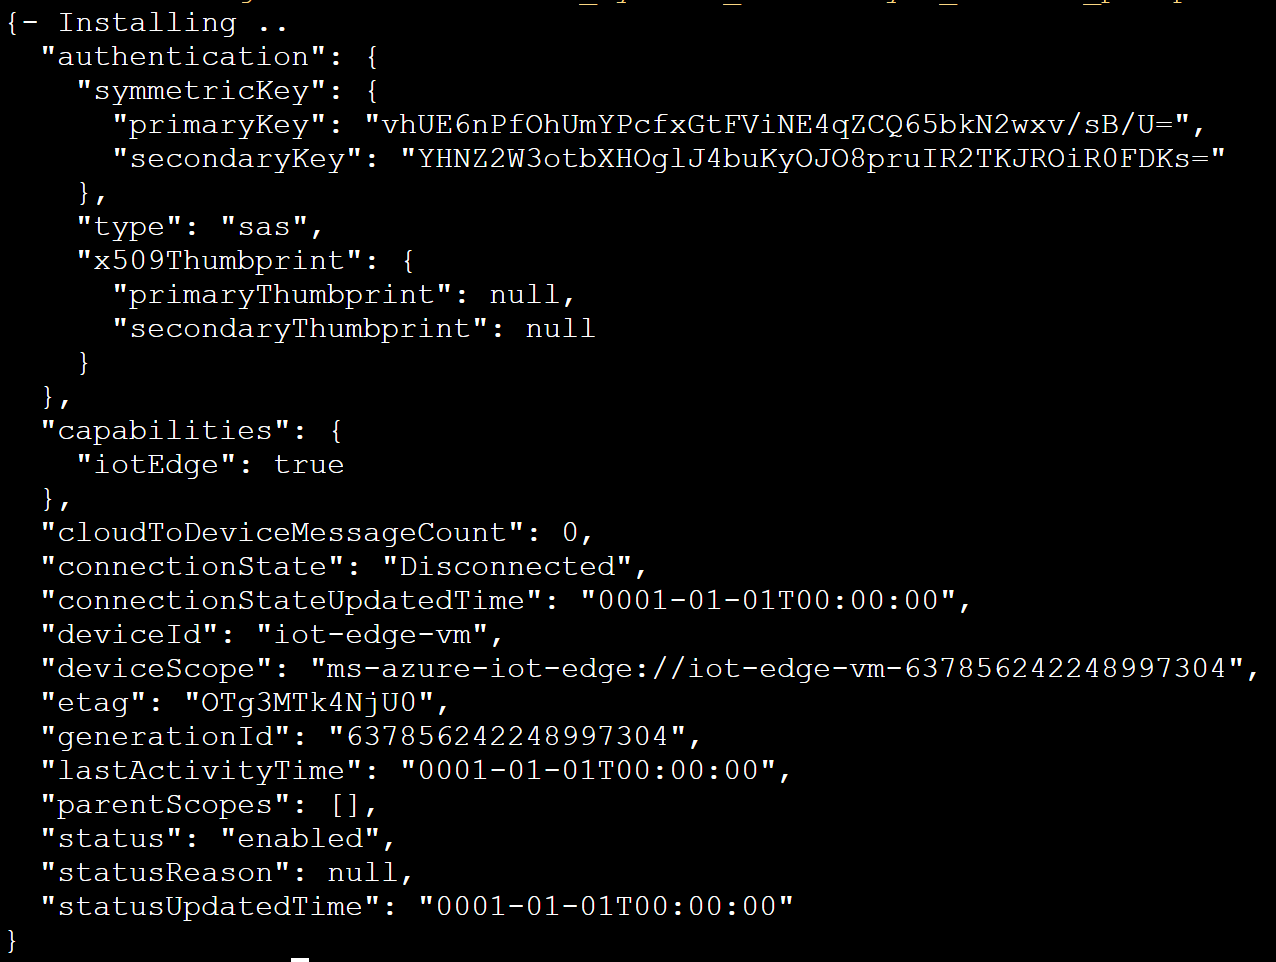 {- Installing ..
  "authentication": {
    "symmetricKey": {
      "primaryKey": "vhUE6nPfOhUmYPcfxGtFViNE4qZCQ65bkN2wxv/sB/U=",
      "secondaryKey": "YHNZ2W3otbXHOglJ4buKyOJO8pruIR2TKJROiR0FDKs="
    },
    "type": "sas",
    "x509Thumbprint": {
      "primaryThumbprint": null,
      "secondaryThumbprint": null
    }
  },
  "capabilities": {
    "iotEdge": true
  },
  "cloudToDeviceMessageCount": 0,
  "connectionState": "Disconnected",
  "connectionStateUpdatedTime": "0001-01-01T00:00:00",
  "deviceId": "iot-edge-vm",
  "deviceScope": "ms-azure-iot-edge://iot-edge-vm-637856242248997304",
  "etag": "OTg3MTk4NjU0",
  "generationId": "637856242248997304",
  "lastActivityTime": "0001-01-01T00:00:00",
  "parentScopes": [],
  "status": "enabled",
  "statusReason": null,
  "statusUpdatedTime": "0001-01-01T00:00:00"
}